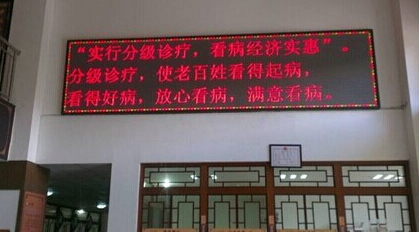 “实行分级诊疗，看病经济实惠”。
分级诊疗，使老百姓看得起病，
看得好病，放心看病，满意看病。